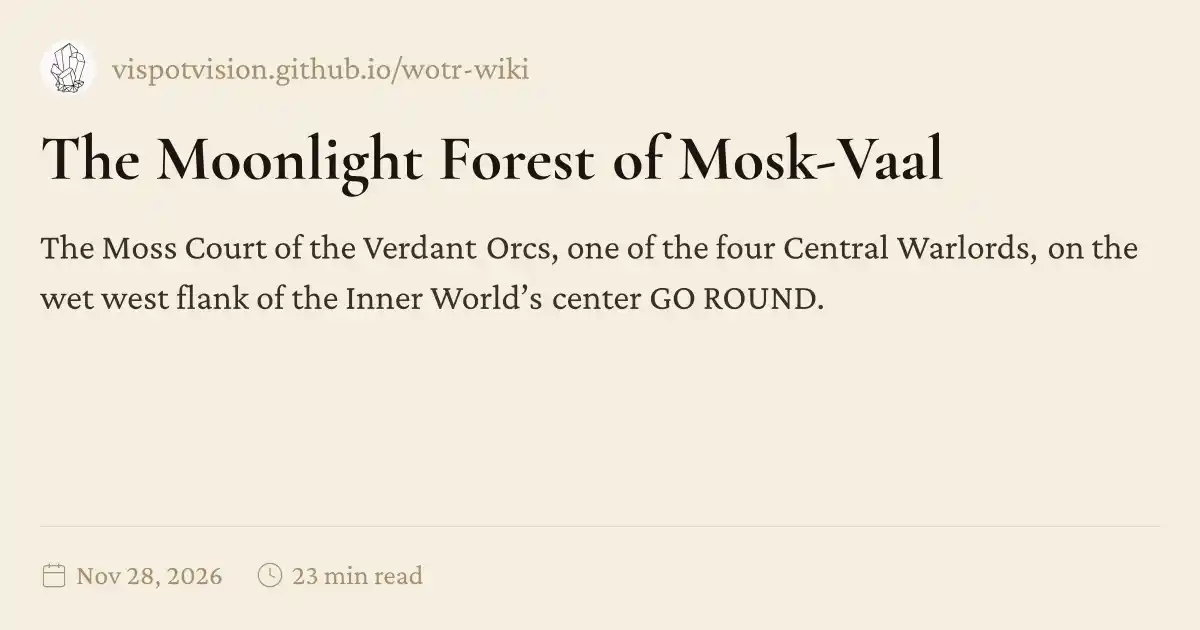 vispotvision.github.io/wotr-wiki
The Moonlight Forest of Mosk-Vaal
The Moss Court of the Verdant Orcs, one of the four Central Warlords, on the
wet west flank of the Inner World’s center GO ROUND.
Nov 28, 2026
23 min read